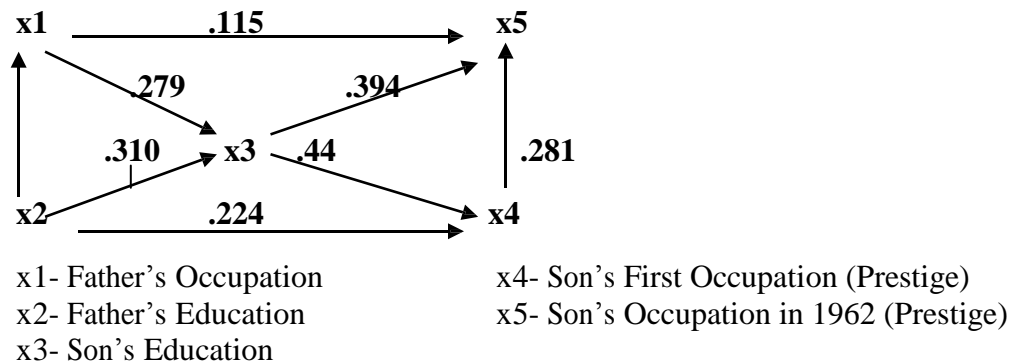 x1 .115 x5
.279 .394
.310 x3 .44 .281
x2 .224 x4
x1- Father’s Occupation x4- Son’s First Occupation (Prestige)
x2- Father’s Education x5- Son’s Occupation in 1962 (Prestige)
x3- Son’s Education